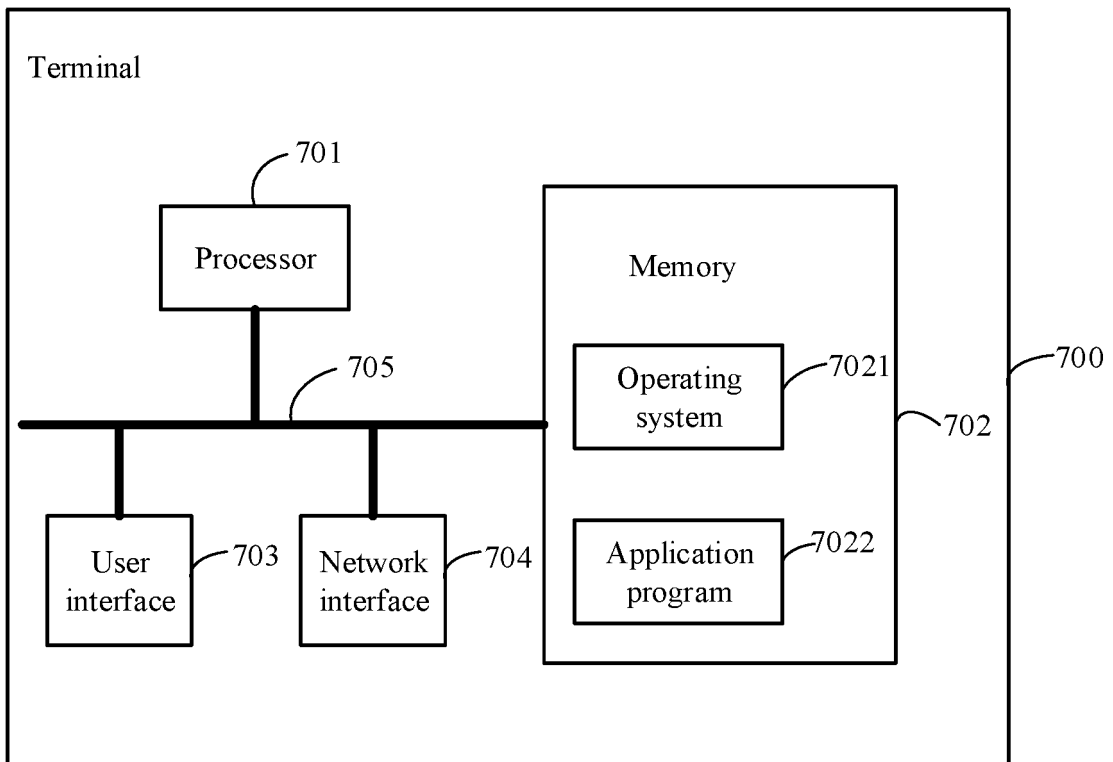 Terminal
701
Processor
Memory
705
Operating
system
7021
700
702
User
interface
703
Network
interface
704
Application
program
7022